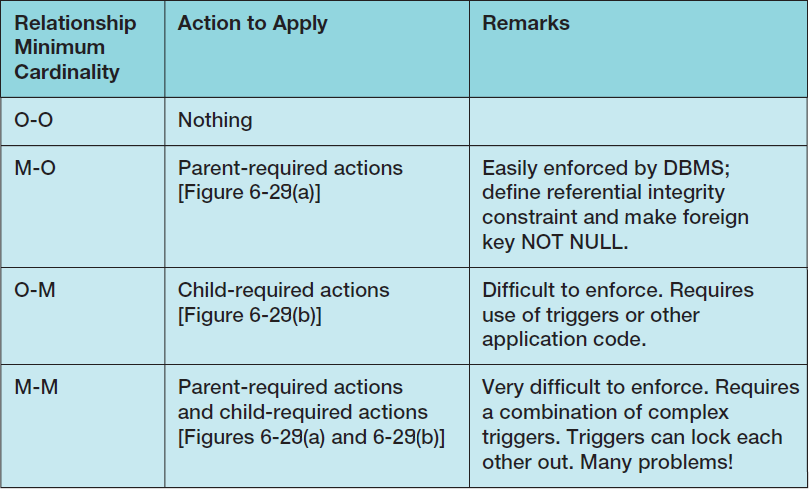 Relationship
Minimum
Cardinality
Action to Apply
Remarks
O-O
Nothing
M-O
Parent-required actions
[Figure 6-29(a)]
Easily enforced by DBMS;
define referential integrity
constraint and make foreign
key NOT NULL.
O-M
Child-required actions
[Figure 6-29(b)]
Difficult to enforce. Requires
use of triggers or other
application code.
M-M
Parent-required actions
and child-required actions
[Figures 6-29(a) and 6-29(b)]
Very difficult to enforce. Requires
a combination of complex
triggers. Triggers can lock each
other out. Many problems!